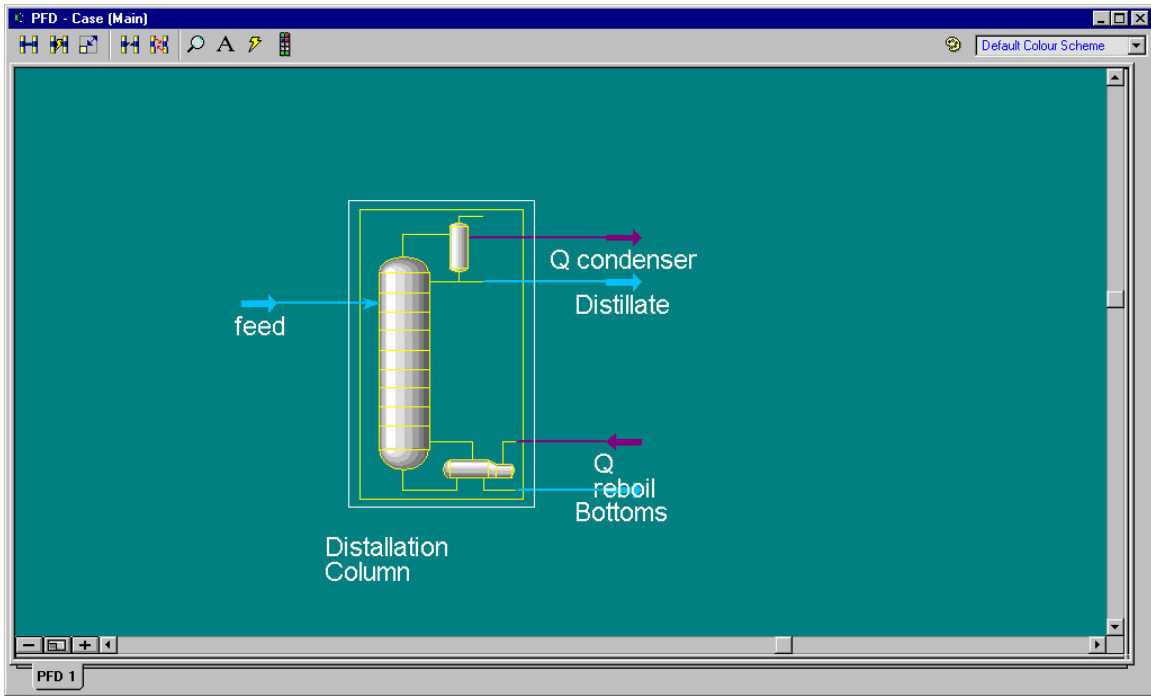 PFD - Case (Main)
A
Default Colour Scheme
Q condenser
Distillate
feed
Q
reboil
Bottoms
Distallation
Column
PFD 1